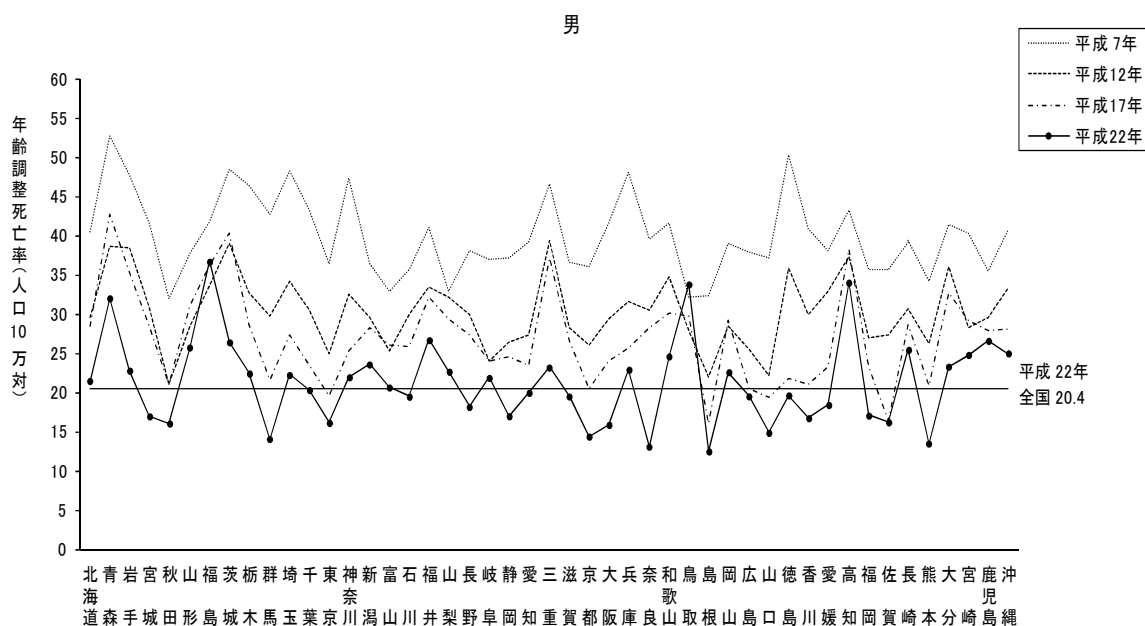 男
平成 7年
平成12年
平成17年
平成22年
年齢調整死亡率(人口10万対)
60
55
50
45
40
35
30
25
20
15
10
5
0
平成 22年
全国 20.4
北海道
青森
岩手
宮城
秋田
山形
福島
茨城
栃木
群馬
埼玉
千葉
東京
神奈川
新潟
富山
石川
福井
山梨
長野
岐阜
静岡
愛知
三重
滋賀
京都
大阪
兵庫
奈良
和歌山
鳥取
島根
岡山
広島
山口
徳島
香川
愛媛
高知
福岡
佐賀
長崎
熊本
大分
宮崎
鹿児島
沖縄